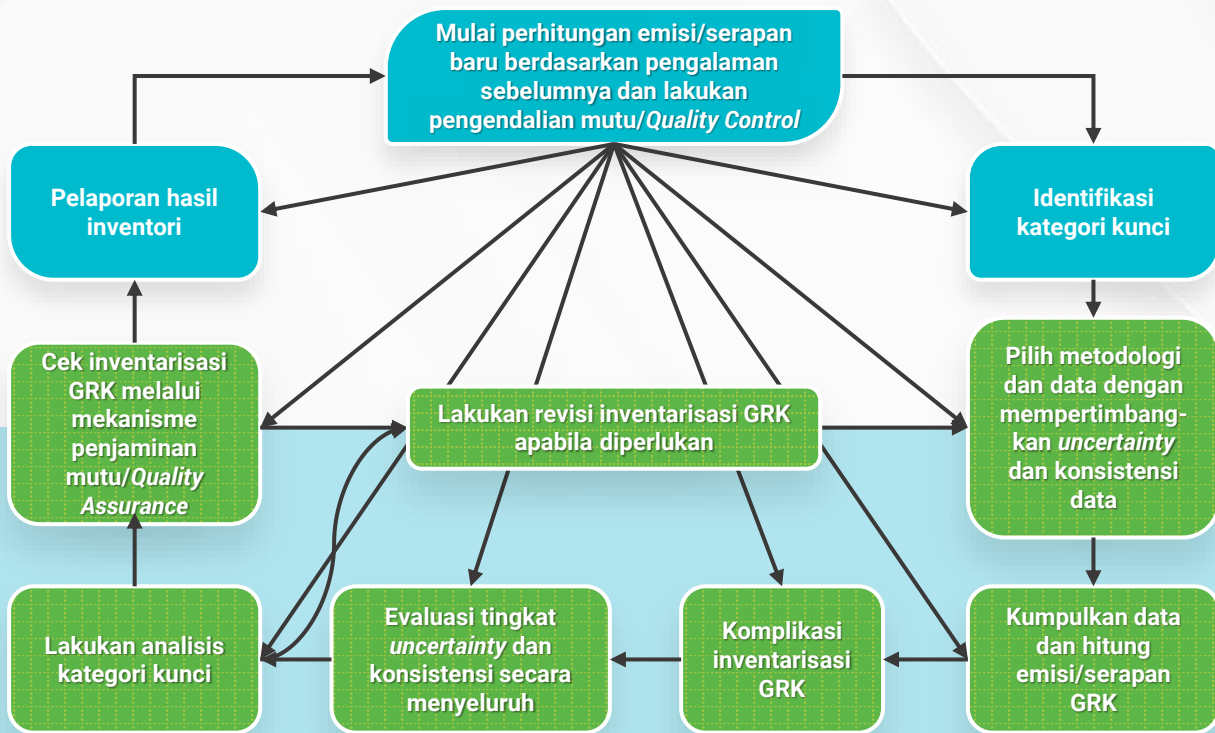 Mulai perhitungan emisi/serapan
baru berdasarkan pengalaman
sebelumnya dan lakukan
pengendalian mutu/Quality Control
Pelaporan hasil
inventori
Identifikasi
kategori kunci
Cek inventarisasi
GRK melalui
mekanisme
penjaminan
mutu/Quality
Assurance
Lakukan revisi inventarisasi GRK
apabila diperlukan
Pilih metodologi
dan data dengan
mempertimbang-
kan uncertainty
dan konsistensi
data
Lakukan analisis
kategori kunci
Evaluasi tingkat
uncertainty dan
konsistensi secara
menyeluruh
Komplikasi
inventarisasi
GRK
Kumpulkan data
dan hitung
emisi/serapan
GRK